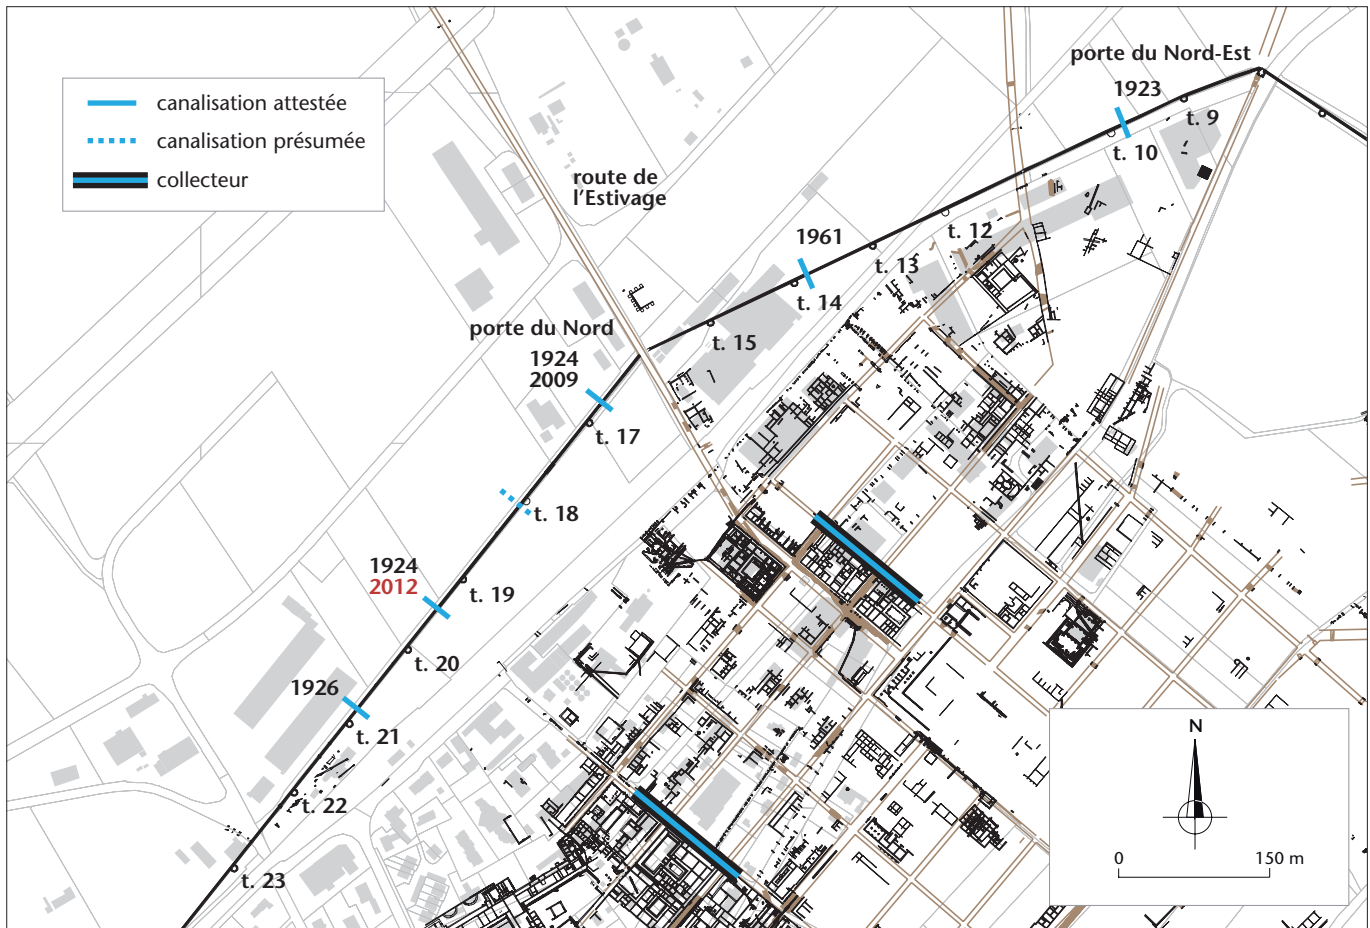 canalisation attestée
canalisation présumée
collecteur
porte du Nord-Est
1923
t. 9
t. 10
route de
l'Estivage
1961
t. 12
t. 13
t. 14
t. 15
porte du Nord
1924
2009
t. 17
t. 18
1924
2012
t. 19
t. 20
1926
t. 21
t. 22
t. 23
N
0
150 m